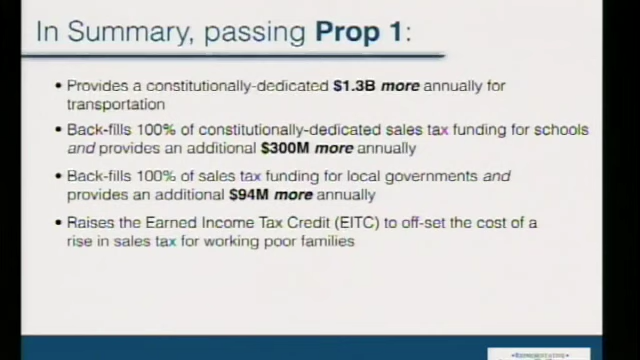 In Summary, passing Prop 1:
• Provides a constitutionally-dedicated $1.3B more annually for
transportation
• Back-fills 100% of constitutionally-dedicated sales tax funding for schools
and provides an additional $300M more annually
• Back-fills 100% of sales tax funding for local governments and
provides an additional $94M more annually
• Raises the Earned Income Tax Credit (EITC) to off-set the cost of a
rise in sales tax for working poor families
REPRESENTATIVE